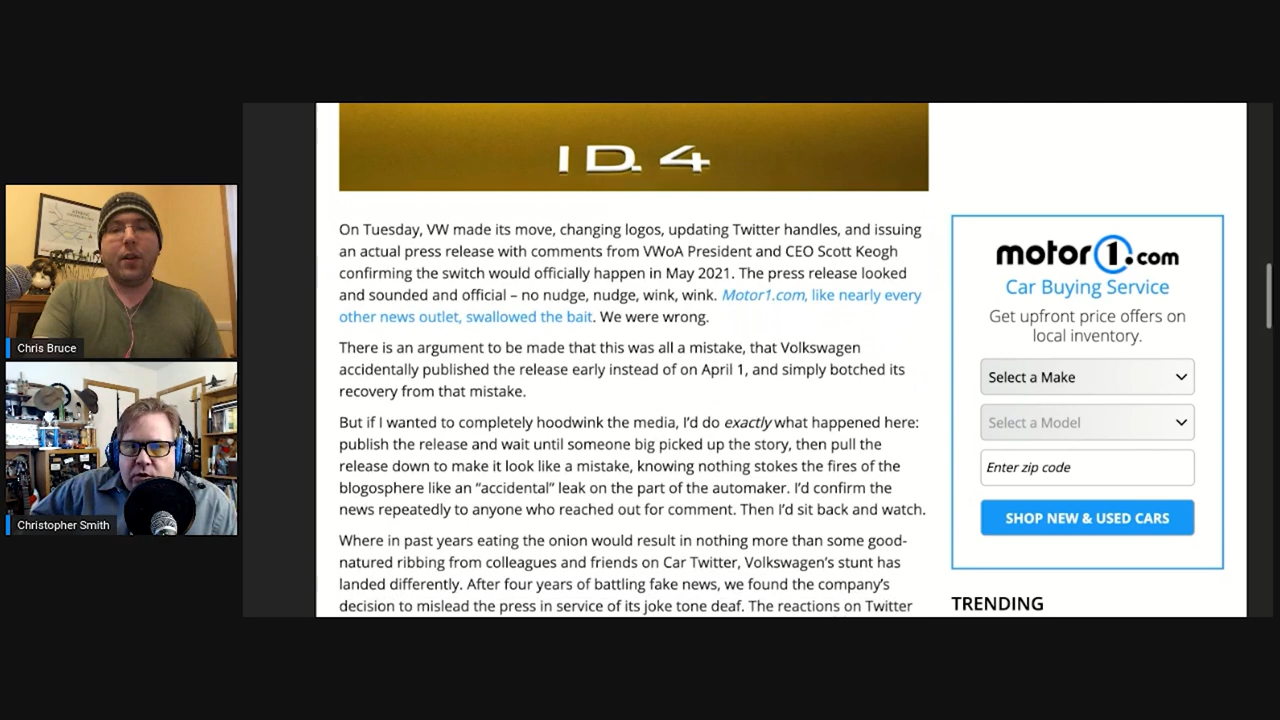 ID.4
On Tuesday, VW made its move, changing logos, updating Twitter handles, and issuing
an actual press release with comments from VWoA President and CEO Scott Keogh
confirming the switch would officially happen in May 2021. The press release looked
and sounded and official – no nudge, nudge, wink, wink. Motor1.com, like nearly every
other news outlet, swallowed the bait. We were wrong.
There is an argument to be made that this was all a mistake, that Volkswagen
accidentally published the release early instead of on April 1, and simply botched its
recovery from that mistake.
But if I wanted to completely hoodwink the media, I’d do exactly what happened here:
publish the release and wait until someone big picked up the story, then pull the
release down to make it look like a mistake, knowing nothing stokes the fires of the
blogosphere like an “accidental” leak on the part of the automaker. I’d confirm the
news repeatedly to anyone who reached out for comment. Then I’d sit back and watch.
Where in past years eating the onion would result in nothing more than some good-
natured ribbing from colleagues and friends on Car Twitter, Volkswagen’s stunt has
landed differently. After four years of battling fake news, we found the company’s
decision to mislead the press in service of its joke tone deaf. The reactions on Twitter
motor1.com
Car Buying Service
Get upfront price offers on
local inventory.
Select a Make
Select a Model
Enter zip code
SHOP NEW & USED CARS
TRENDING
Chris Bruce
Christopher Smith